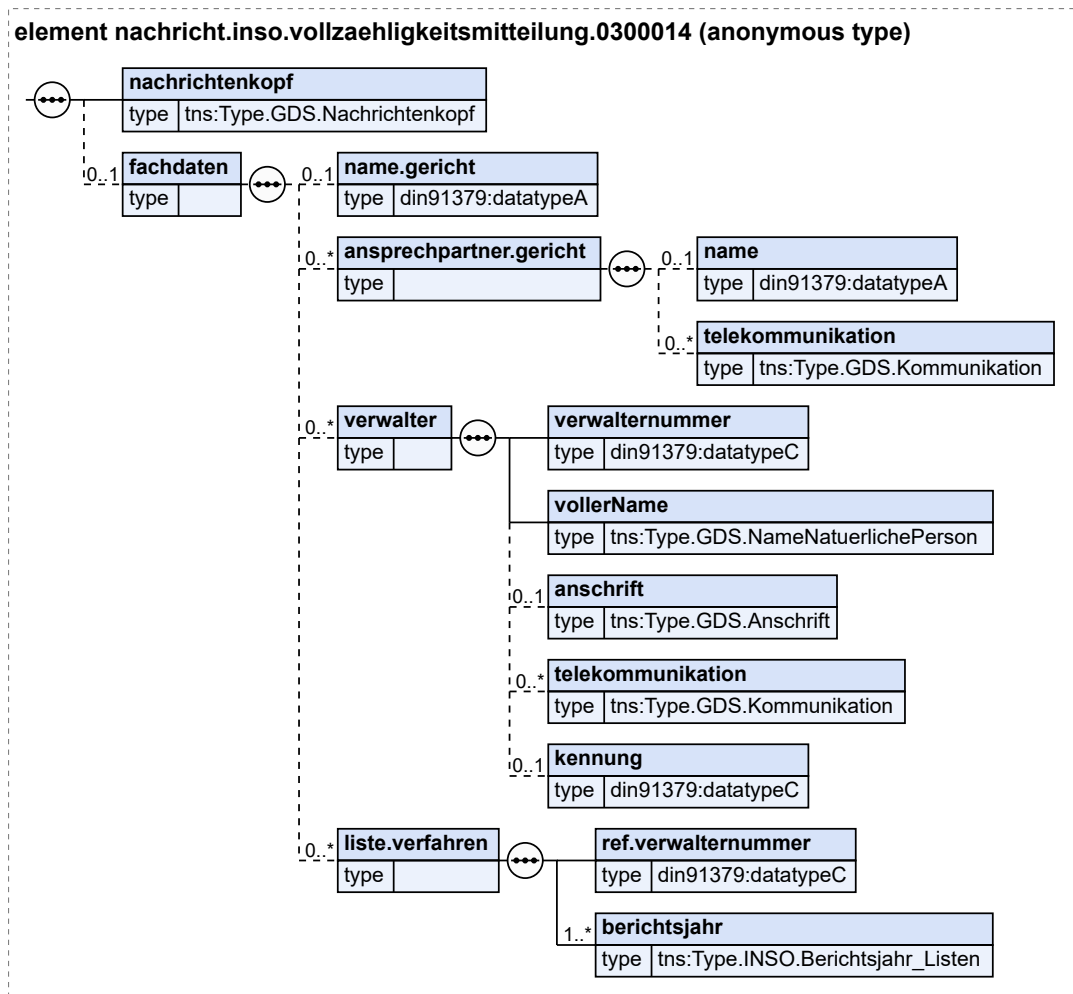 element nachricht.inso.vollzaehligkeitsmitteilung.0300014 (anonymous type)
nachrichtenkopf
type tns:Type.GDS.Nachrichtenkopf
0..1 fachdaten
type
0..1 name.gericht
type din91379:datatypeA
0..* ansprechpartner.gericht
type
0..1 name
type din91379:datatypeA
0..* telekommunikation
type tns:Type.GDS.Kommunikation
0..* verwalter
type
verwalternummer
type din91379:datatypeC
vollerName
type tns:Type.GDS.NameNatuerlichePerson
0..1 anschrift
type tns:Type.GDS.Anschrift
0..* telekommunikation
type tns:Type.GDS.Kommunikation
0..1 kennung
type din91379:datatypeC
0..* liste.verfahren
type
ref.verwalternummer
type din91379:datatypeC
1..* berichtsjahr
type tns:Type.INSO.Berichtsjahr_Listen